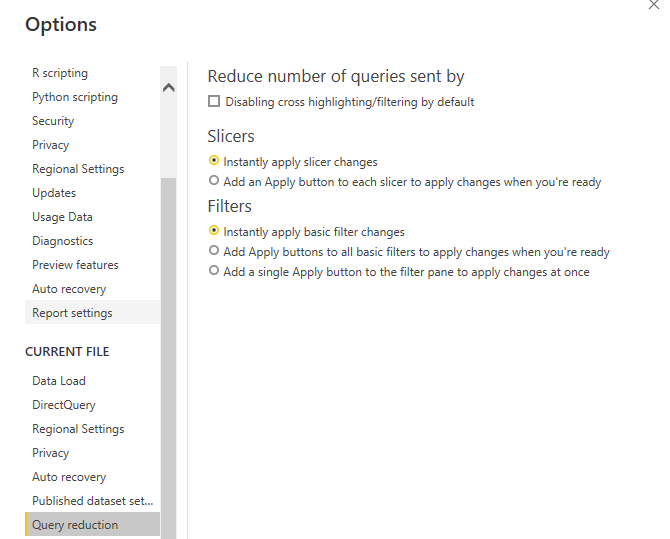 Options
R scripting
Python scripting
Security
Privacy
Regional Settings
Updates
Usage Data
Diagnostics
Preview features
Auto recovery
Report settings
CURRENT FILE
Data Load
DirectQuery
Regional Settings
Privacy
Auto recovery
Published dataset set...
Query reduction
Reduce number of queries sent by
Disabling cross highlighting/filtering by default
Slicers
Instantly apply slicer changes
Add an Apply button to each slicer to apply changes when you're ready
Filters
Instantly apply basic filter changes
Add Apply buttons to all basic filters to apply changes when you're ready
Add a single Apply button to the filter pane to apply changes at once